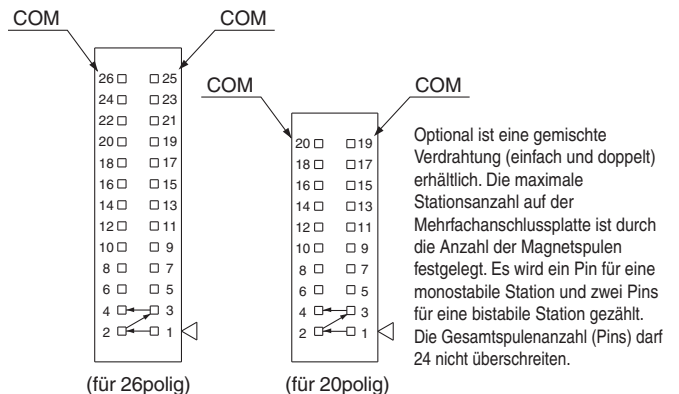 COM COM
26 25
24 23
22 21
20 19
18 17
16 15
14 13
12 11
10 9
8 7
6 5
4 3
2 1
(für 26polig)
COM COM
20 19
18 17
16 15
14 13
12 11
10 9
8 7
6 5
4 3
2 1
(für 20polig)
Optional ist eine gemischte
Verdrahtung (einfach und doppelt)
erhältlich. Die maximale
Stationsanzahl auf der
Mehrfachanschlussplatte ist durch
die Anzahl der Magnetspulen
festgelegt. Es wird ein Pin für eine
monostabile Station und zwei Pins
für eine bistabile Station gezählt.
Die Gesamtspulenanzahl (Pins) darf
24 nicht überschreiten.